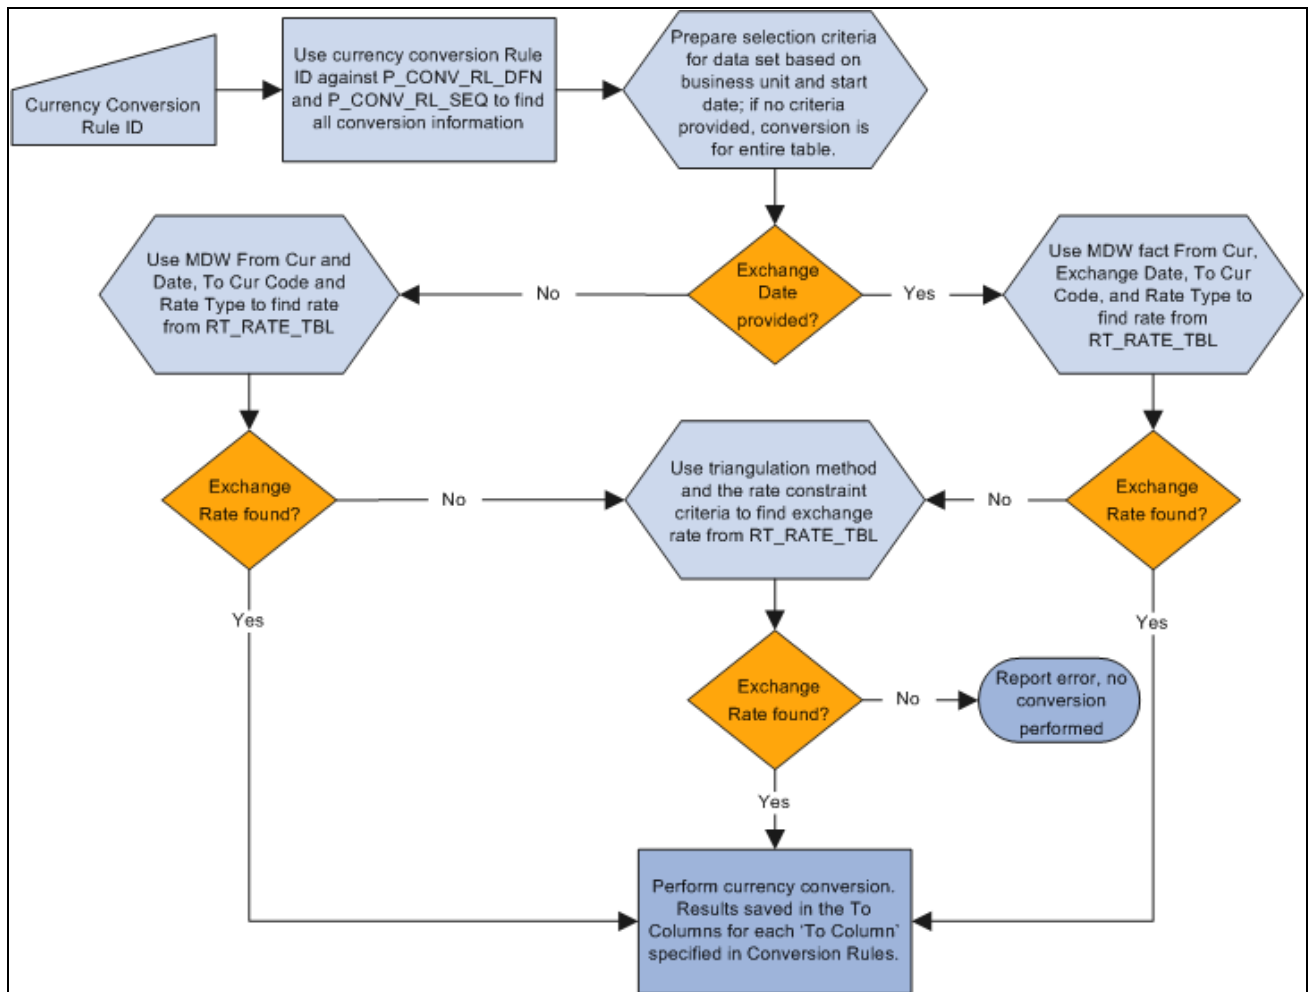 Currency Conversion
Rule ID
Use currency conversion Rule
ID against P_CONV_RL_DFN
and P_CONV_RL_SEQ to find
all conversion information
Prepare selection criteria
for data set based on
business unit and start
date; if no criteria
provided, conversion is
for entire table.
Use MDW From Cur and
Date, To Cur Code and
Rate Type to find rate
from RT_RATE_TBL
No
Exchange
Date
provided?
Yes
Use MDW fact From Cur,
Exchange Date, To Cur
Code, and Rate Type to
find rate from
RT_RATE_TBL
Exchange
Rate found?
No
Use triangulation method
and the rate constraint
criteria to find exchange
rate from RT_RATE_TBL
No
Exchange
Rate found?
Yes
Yes
Exchange
Rate found?
No
Report error, no
conversion
performed
Yes
Perform currency conversion.
Results saved in the To
Columns for each ‘To Column’
specified in Conversion Rules.